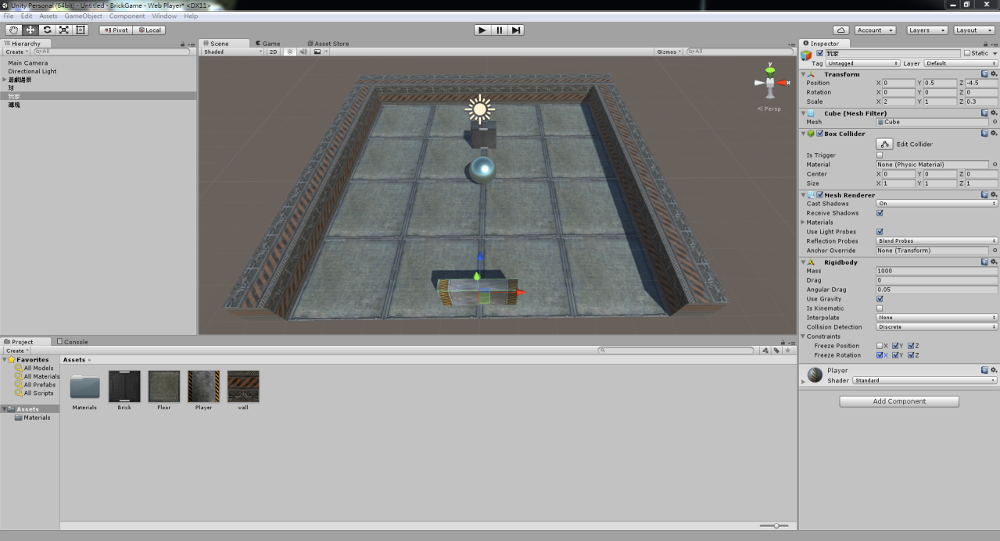 Unity Personal (64bit) - Untitled - BrickGame - Web Player* <DX11>
File Edit Assets GameObject Component Window Help
Pivot Local Account Layers Layout
Hierarchy
Create All
Main Camera
Directional Light
遊戲場景
球
玩家
磚塊
Scene Game Asset Store
Shaded 2D Gizmos All
y
x
Persp
Inspector
玩家 Static
Tag Untagged Layer Default
Transform
Position X 0 Y 0.5 Z -4.5
Rotation X 0 Y 0 Z 0
Scale X 2 Y 1 Z 0.3
Cube (Mesh Filter)
Mesh Cube
Box Collider
Edit Collider
Is Trigger
Material None (Physic Material)
Center X 0 Y 0 Z 0
Size X 1 Y 1 Z 1
Mesh Renderer
Cast Shadows On
Receive Shadows
Materials
Use Light Probes
Reflection Probes Blend Probes
Anchor Override None (Transform)
Rigidbody
Mass 1000
Drag 0
Angular Drag 0.05
Use Gravity
Is Kinematic
Interpolate None
Collision Detection Discrete
Constraints
Freeze Position X Y Z
Freeze Rotation X Y Z
Player
Shader Standard
Add Component
Project Console
Create
Favorites
All Models
All Materials
All Prefabs
All Scripts
Assets
Materials
Assets
Materials Brick Floor Player wall